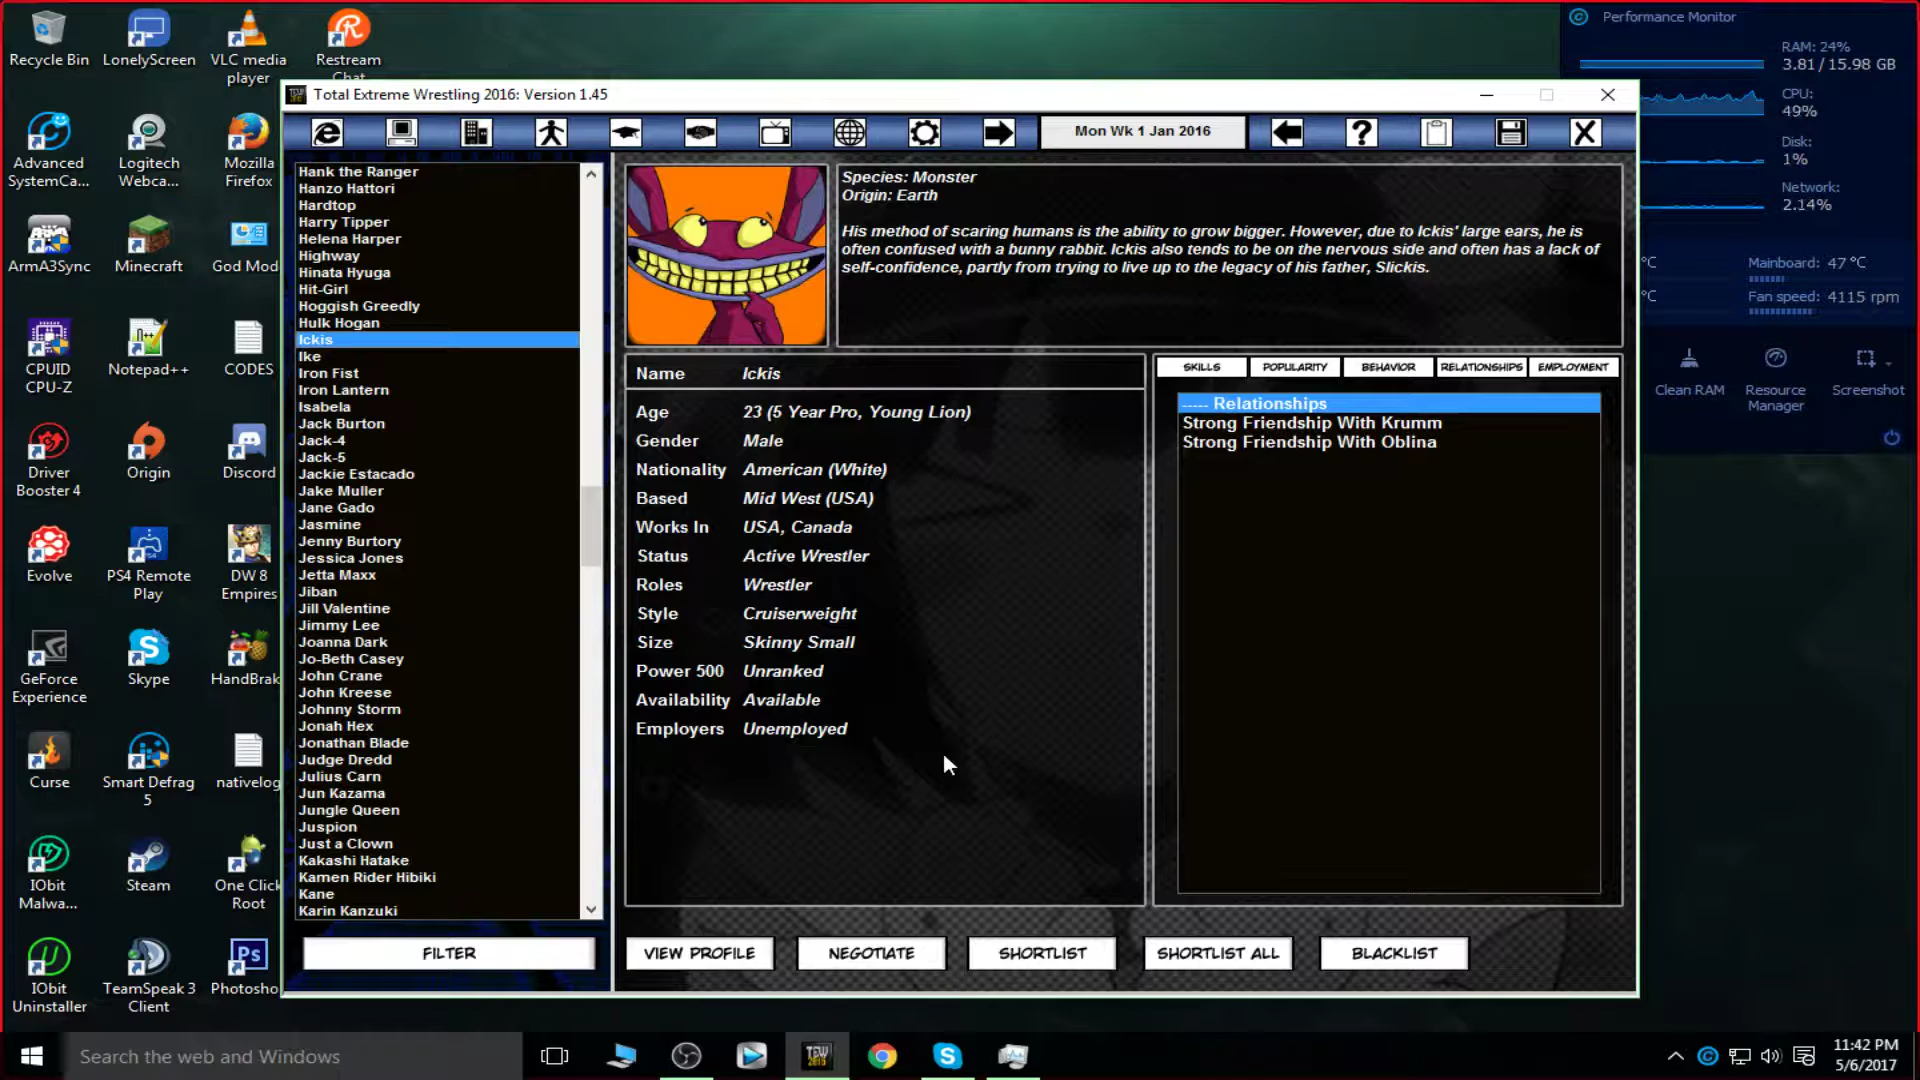 Recycle Bin
LonelyScreen
VLC media
player
Restream
Chat
Advanced
SystemCa...
Logitech
Webca...
Mozilla
Firefox
ArmA3Sync
Minecraft
God Mod
CPUID
CPU-Z
Notepad++
CODES
Driver
Booster 4
Origin
Discord
Evolve
PS4 Remote
Play
DW 8
Empires
GeForce
Experience
Skype
HandBrak
Curse
Smart Defrag
5
nativelog
IObit
Malwa...
Steam
One Click
Root
IObit
Uninstaller
TeamSpeak 3
Client
Photosho
Total Extreme Wrestling 2016: Version 1.45
Mon Wk 1 Jan 2016
Hank the Ranger
Hanzo Hattori
Hardtop
Harry Tipper
Helena Harper
Highway
Hinata Hyuga
Hit-Girl
Hoggish Greedly
Hulk Hogan
Ickis
Ike
Iron Fist
Iron Lantern
Isabela
Jack Burton
Jack-4
Jack-5
Jackie Estacado
Jake Muller
Jane Gado
Jasmine
Jenny Burtory
Jessica Jones
Jetta Maxx
Jiban
Jill Valentine
Jimmy Lee
Joanna Dark
Jo-Beth Casey
John Crane
John Kreese
Johnny Storm
Jonah Hex
Jonathan Blade
Judge Dredd
Julius Carn
Jun Kazama
Jungle Queen
Juspion
Just a Clown
Kakashi Hatake
Kamen Rider Hibiki
Kane
Karin Kanzuki
FILTER
Species: Monster
Origin: Earth
His method of scaring humans is the ability to grow bigger. However, due to Ickis' large ears, he is
often confused with a bunny rabbit. Ickis also tends to be on the nervous side and often has a lack of
self-confidence, partly from trying to live up to the legacy of his father, Slickis.
Name Ickis
Age 23 (5 Year Pro, Young Lion)
Gender Male
Nationality American (White)
Based Mid West (USA)
Works In USA, Canada
Status Active Wrestler
Roles Wrestler
Style Cruiserweight
Size Skinny Small
Power 500 Unranked
Availability Available
Employers Unemployed
SKILLS POPULARITY BEHAVIOR RELATIONSHIPS EMPLOYMENT
----- Relationships
Strong Friendship With Krumm
Strong Friendship With Oblina
VIEW PROFILE NEGOTIATE SHORTLIST SHORTLIST ALL BLACKLIST
Performance Monitor
RAM: 24%
3.81 / 15.98 GB
CPU:
49%
Disk:
1%
Network:
2.14%
°C Mainboard: 47 °C
°C Fan speed: 4115 rpm
Clean RAM
Resource
Manager
Screenshot
Search the web and Windows
TEW
2016
11:42 PM
5/6/2017